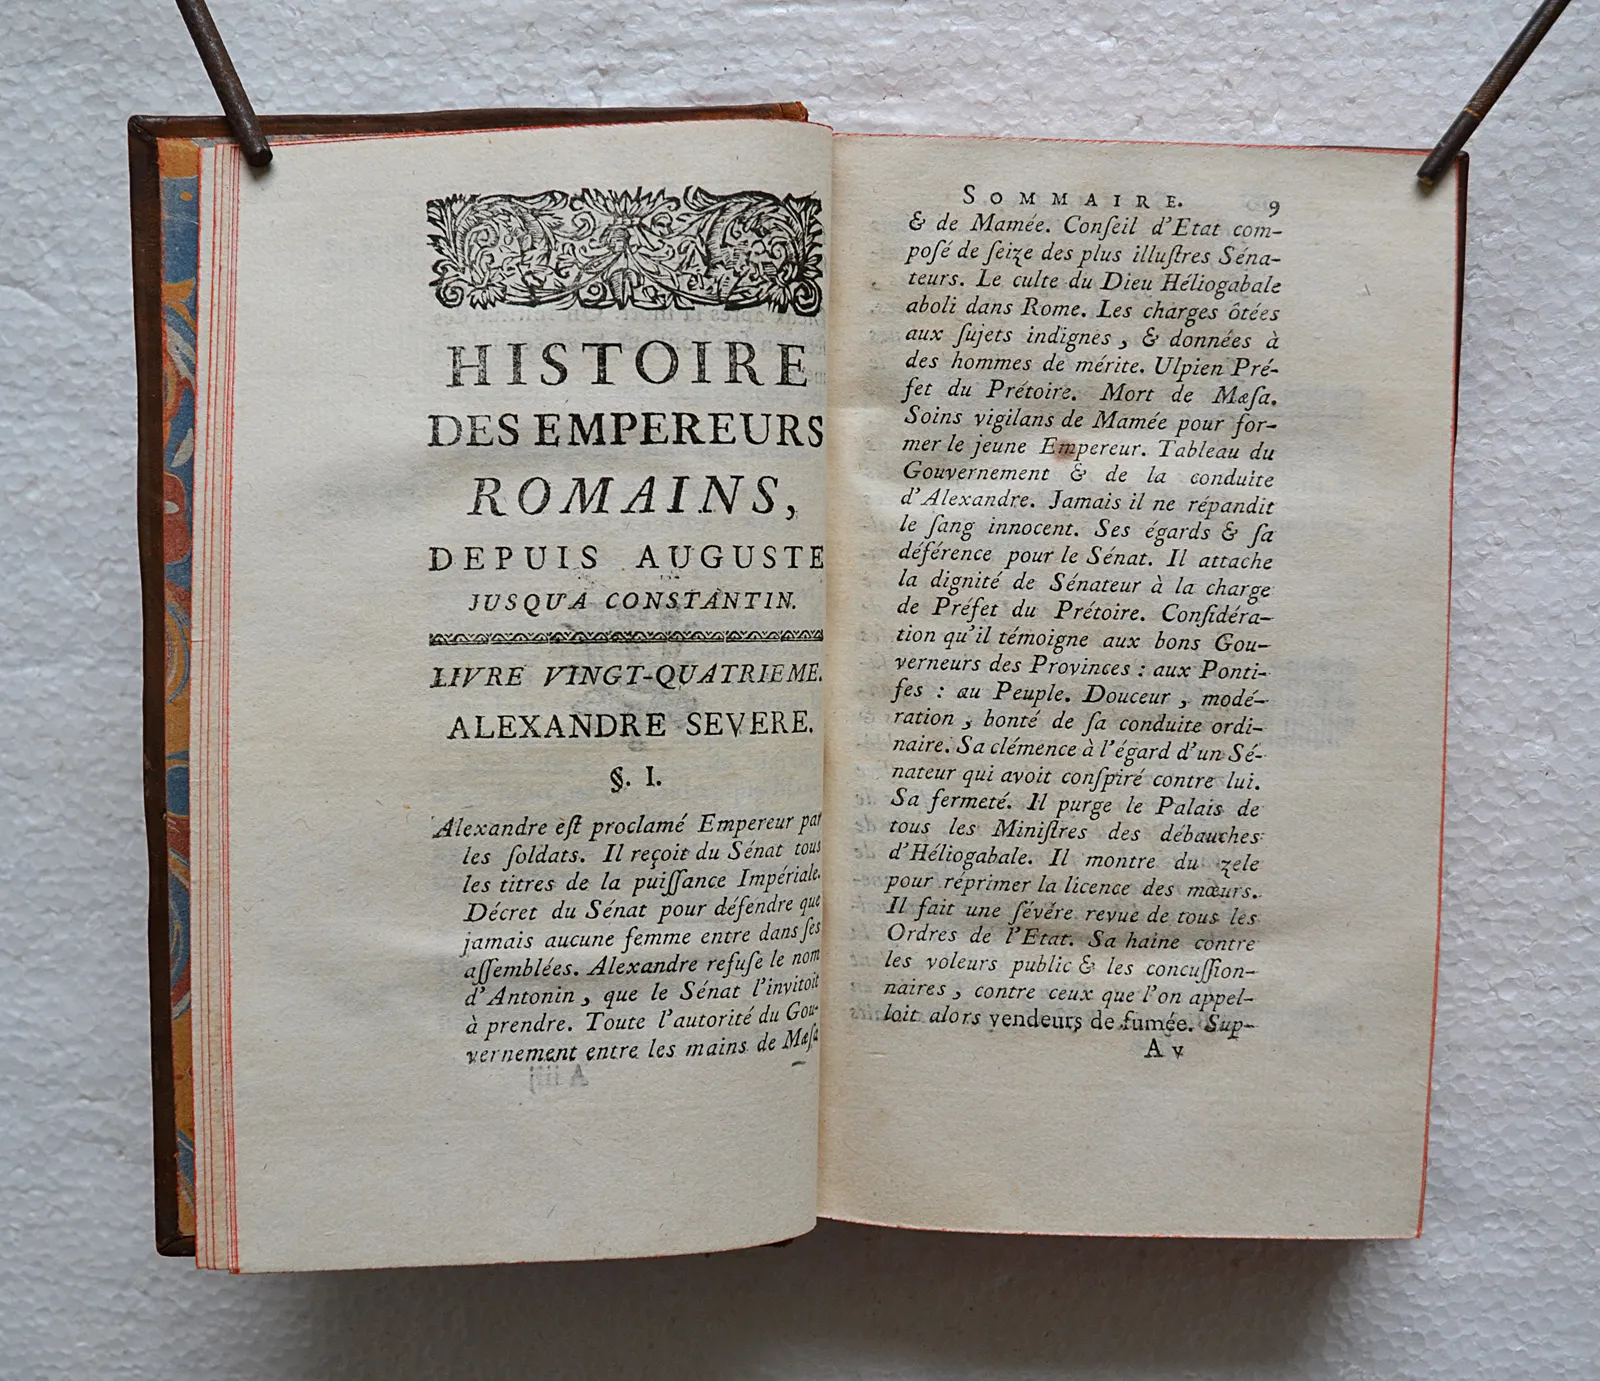 HISTOIRE
DES EMPEREURS
ROMAINS,
DEPUIS AUGUSTE
JUSQU'A CONSTANTIN.
LIVRE VINGT-QUATRIEME.
ALEXANDRE SEVERE.
§. I.
Alexandre eſt proclamé Empereur par
les ſoldats. Il reçoit du Sénat tous
les titres de la puiſſance Impériale.
Décret du Sénat pour défendre que
jamais aucune femme entre dans ſes
aſſemblées. Alexandre refuſe le nom
d'Antonin, que le Sénat l'invitoit
à prendre. Toute l'autorité du Gou-
vernement entre les mains de Mæſa
SOMMAIRE. 9
& de Mamée. Conſeil d'Etat com-
poſé de ſeize des plus illuſtres Séna-
teurs. Le culte du Dieu Héliogabale
aboli dans Rome. Les charges ôtées
aux ſujets indignes, & données à
des hommes de mérite. Ulpien Pré-
fet du Prétoire. Mort de Mæſa.
Soins vigilans de Mamée pour for-
mer le jeune Empereur. Tableau du
Gouvernement & de la conduite
d'Alexandre. Jamais il ne répandit
le ſang innocent. Ses égards & ſa
déférence pour le Sénat. Il attache
la dignité de Sénateur à la charge
de Préfet du Prétoire. Conſidéra-
tion qu'il témoigne aux bons Gou-
verneurs des Provinces : aux Ponti-
fes : au Peuple. Douceur, modé-
ration, bonté de ſa conduite ordi-
naire. Sa clémence à l'égard d'un Sé-
nateur qui avoit conſpiré contre lui.
Sa fermeté. Il purge le Palais de
tous les Miniſtres des débauches
d'Héliogabale. Il montre du zele
pour réprimer la licence des mœurs.
Il fait une ſévére revue de tous les
Ordres de l'Etat. Sa haine contre
les voleurs public & les concuſſion-
naires, contre ceux que l'on appel-
loit alors vendeurs de fumée. Sup-
A v